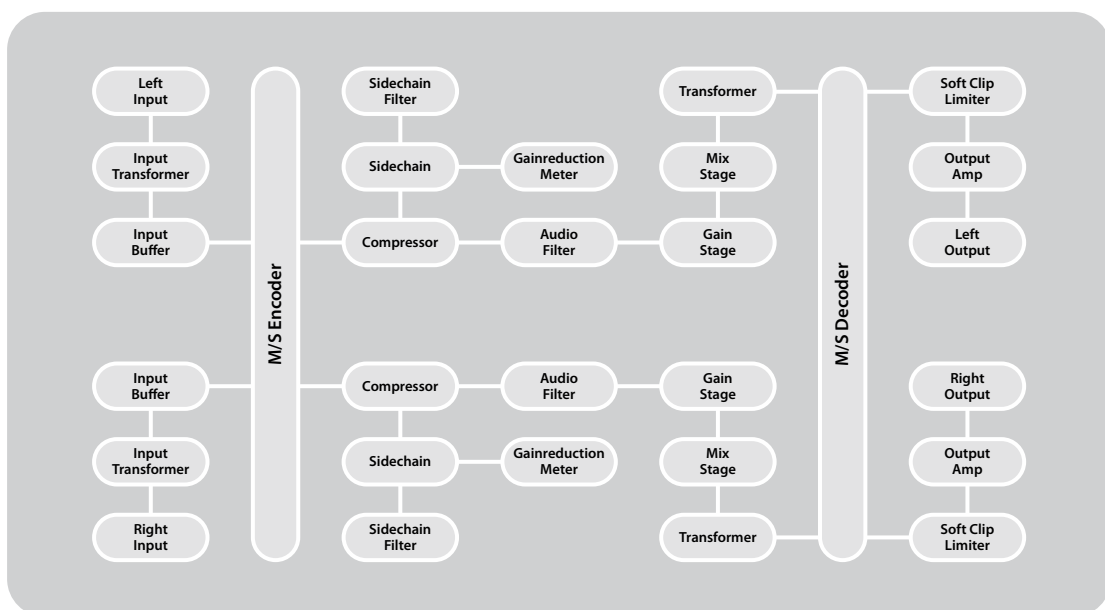 Left
Input
Input
Transformer
Input
Buffer
M/S Encoder
Sidechain
Filter
Sidechain
Gainreduction
Meter
Compressor
Audio
Filter
Transformer
Mix
Stage
Gain
Stage
M/S Decoder
Soft Clip
Limiter
Output
Amp
Left
Output
Input
Buffer
Input
Transformer
Right
Input
Compressor
Audio
Filter
Sidechain
Gainreduction
Meter
Sidechain
Filter
Gain
Stage
Mix
Stage
Transformer
Right
Output
Output
Amp
Soft Clip
Limiter